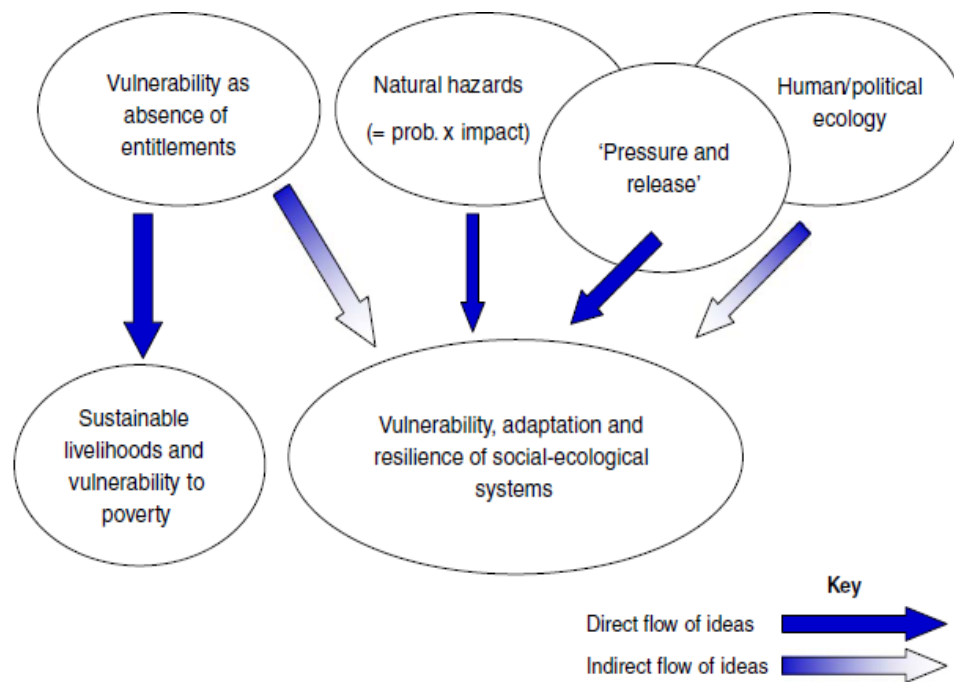 Vulnerability as
absence of
entitlements
Natural hazards
(= prob. x impact)
'Pressure and
release'
Human/political
ecology
Sustainable
livelihoods and
vulnerability to
poverty
Vulnerability, adaptation and
resilience of social-ecological
systems
Key
Direct flow of ideas
Indirect flow of ideas